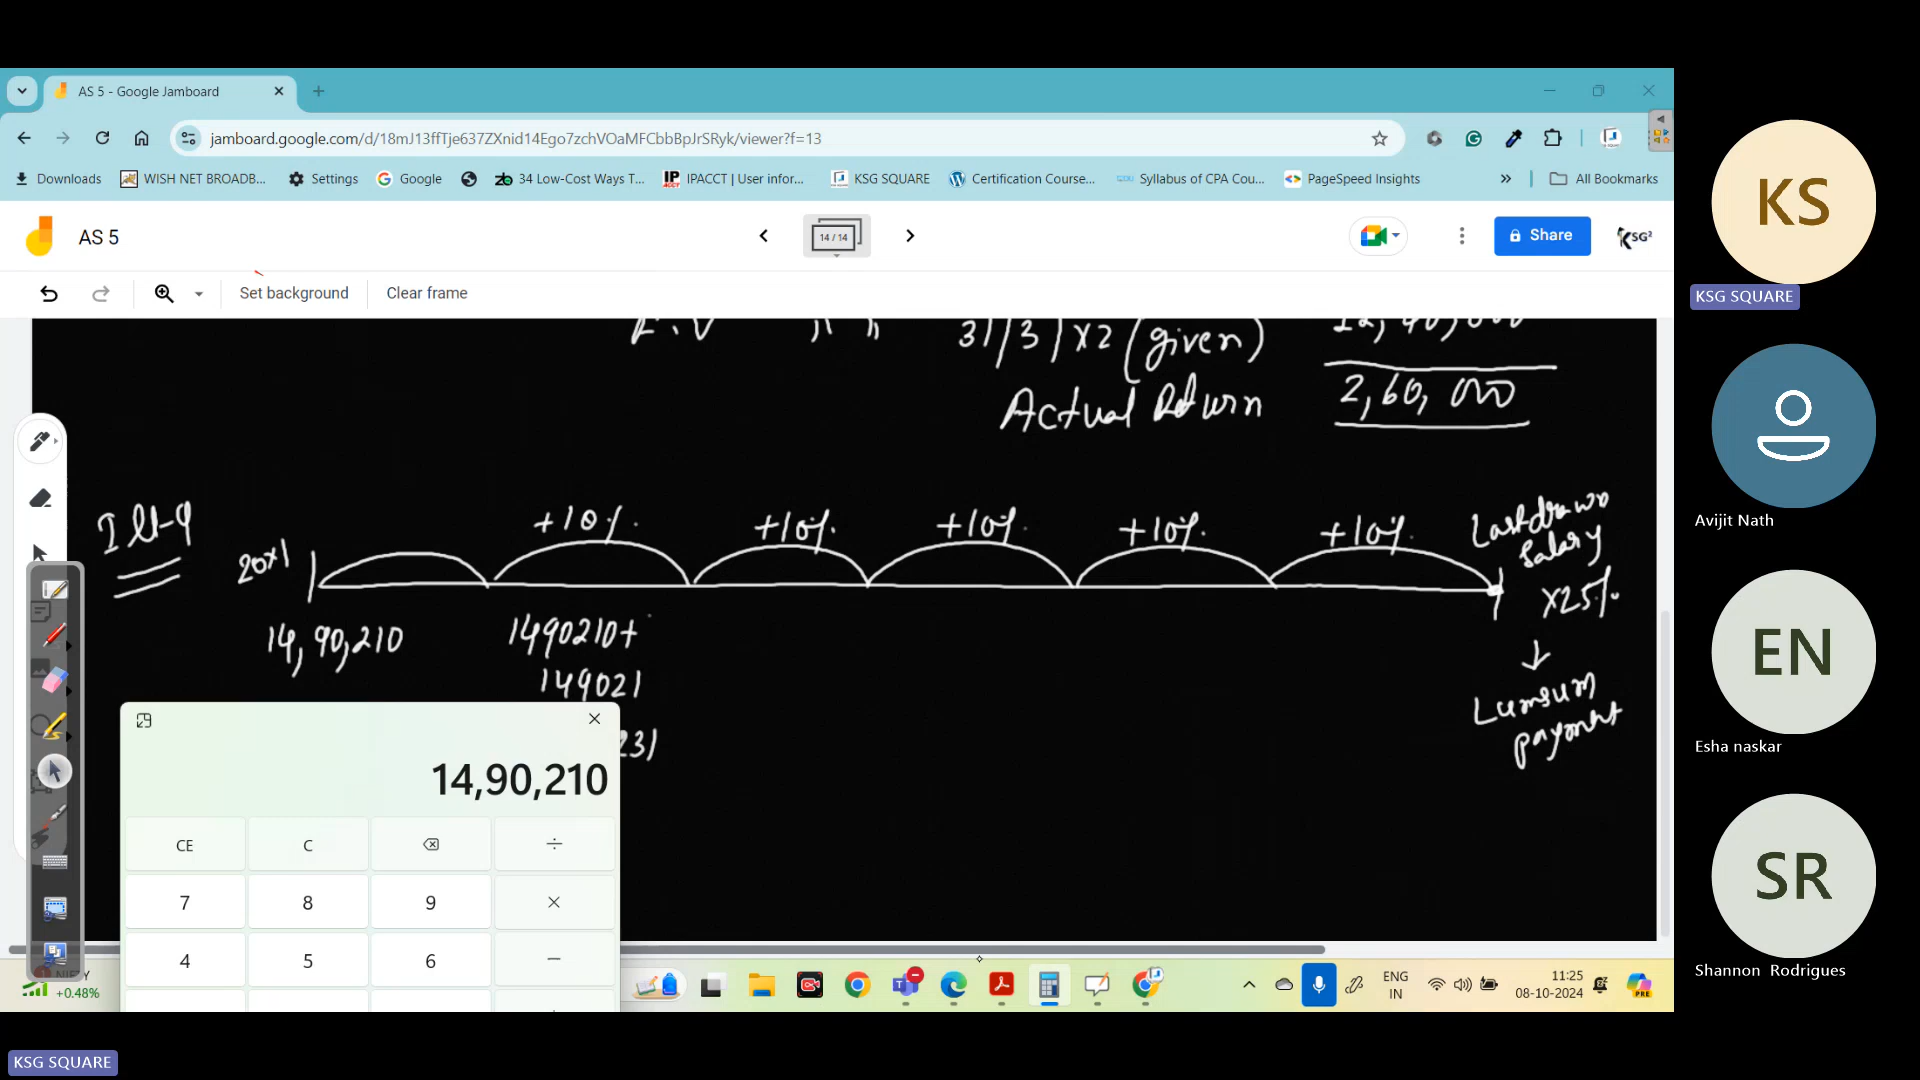 AS 5 - Google Jamboard
jamboard.google.com/d/18mJ13ffTje637ZXnid14Ego7zchVOaMFCbbBpJrSRyk/viewer?f=13
Downloads
WISH NET BROADB...
Settings
Google
34 Low-Cost Ways T...
IPACCT | User infor...
KSG SQUARE
Certification Course...
Syllabus of CPA Cou...
PageSpeed Insights
»
All Bookmarks
AS 5
14 / 14
Share
KSG²
Set background
Clear frame
F.V " " 31/3/X2 (given)
Actual Return 2,60,000
Ill-9
20X1
+10%.
+10%.
+10%.
+10%.
+10%.
Last drawn
Salary
X25%.
↓
Lumsum
payment
14,90,210
1490210+
149021
231
14,90,210
CE C ÷
7 8 9 ×
4 5 6 −
NIFTY
+0.48%
ENG
IN
11:25
08-10-2024
PRE
KS
KSG SQUARE
Avijit Nath
EN
Esha naskar
SR
Shannon Rodrigues
KSG SQUARE